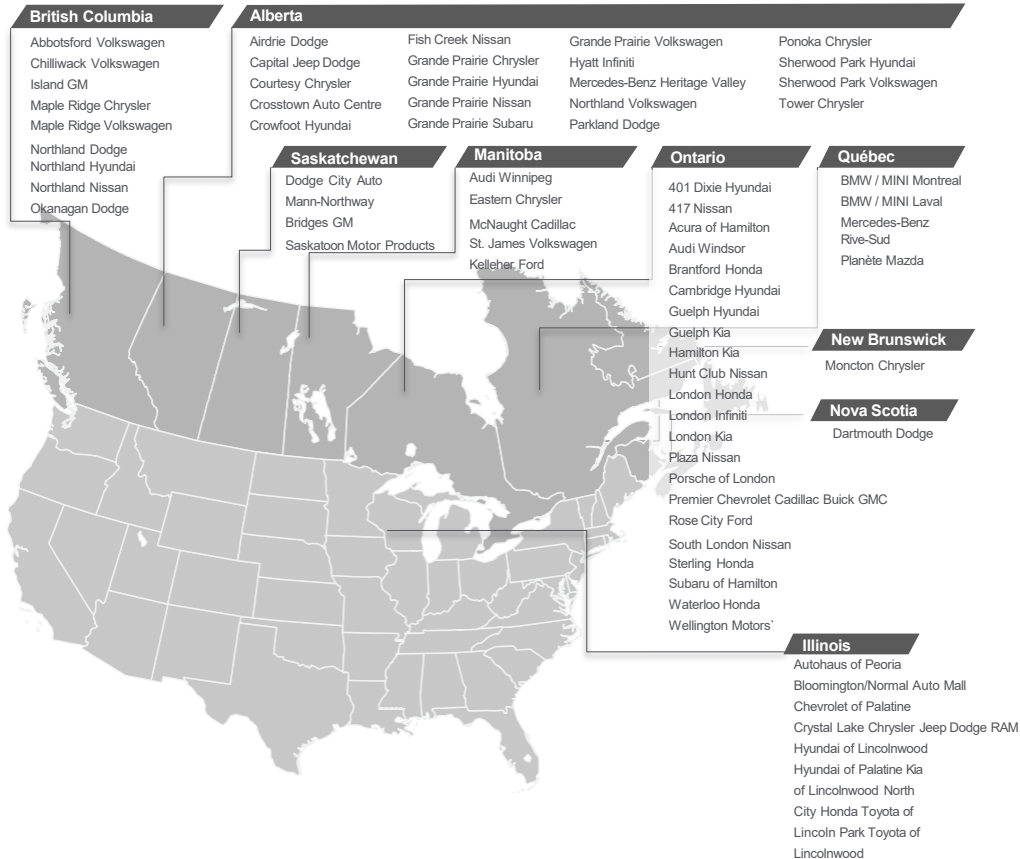 British Columbia
Abbotsford Volkswagen
Chilliwack Volkswagen
Island GM
Maple Ridge Chrysler
Maple Ridge Volkswagen
Northland Dodge
Northland Hyundai
Northland Nissan
Okanagan Dodge
Alberta
Airdrie Dodge
Capital Jeep Dodge
Courtesy Chrysler
Crosstown Auto Centre
Crowfoot Hyundai
Fish Creek Nissan
Grande Prairie Chrysler
Grande Prairie Hyundai
Grande Prairie Nissan
Grande Prairie Subaru
Grande Prairie Volkswagen
Hyatt Infiniti
Mercedes-Benz Heritage Valley
Northland Volkswagen
Parkland Dodge
Ponoka Chrysler
Sherwood Park Hyundai
Sherwood Park Volkswagen
Tower Chrysler
Saskatchewan
Dodge City Auto
Mann-Northway
Bridges GM
Saskatoon Motor Products
Manitoba
Audi Winnipeg
Eastern Chrysler
McNaught Cadillac
St. James Volkswagen
Kelleher Ford
Ontario
401 Dixie Hyundai
417 Nissan
Acura of Hamilton
Audi Windsor
Brantford Honda
Cambridge Hyundai
Guelph Hyundai
Guelph Kia
Hamilton Kia
Hunt Club Nissan
London Honda
London Infiniti
London Kia
Plaza Nissan
Porsche of London
Premier Chevrolet Cadillac Buick GMC
Rose City Ford
South London Nissan
Sterling Honda
Subaru of Hamilton
Waterloo Honda
Wellington Motors`
Québec
BMW / MINI Montreal
BMW / MINI Laval
Mercedes-Benz
Rive-Sud
Planète Mazda
New Brunswick
Moncton Chrysler
Nova Scotia
Dartmouth Dodge
Illinois
Autohaus of Peoria
Bloomington/Normal Auto Mall
Chevrolet of Palatine
Crystal Lake Chrysler Jeep Dodge RAM
Hyundai of Lincolnwood
Hyundai of Palatine Kia
of Lincolnwood North
City Honda Toyota of
Lincoln Park Toyota of
Lincolnwood